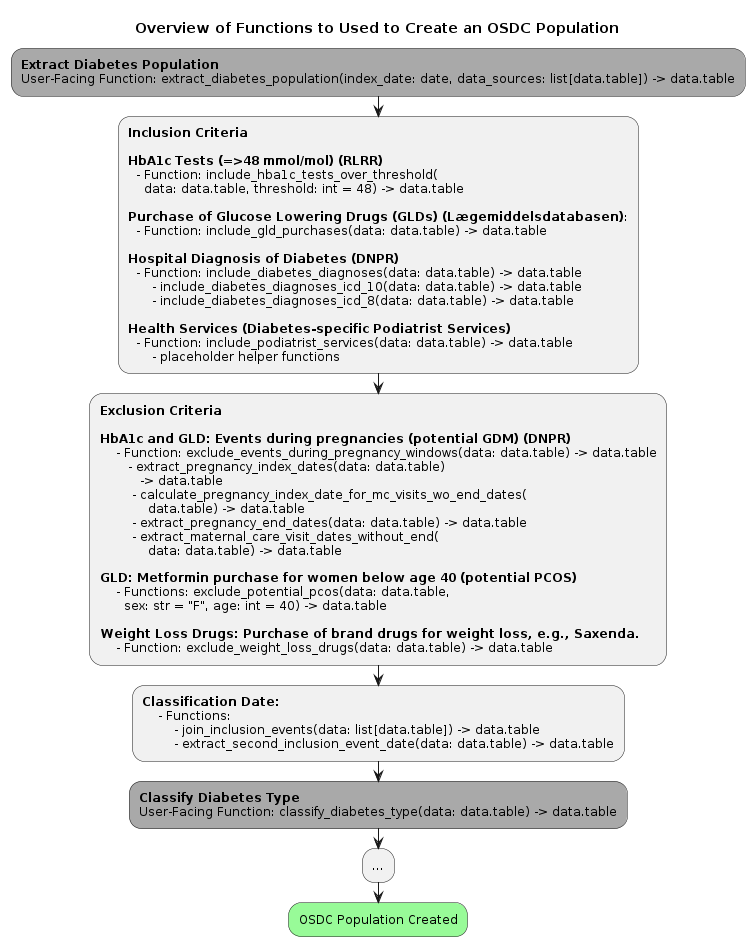 Overview of Functions to Used to Create an OSDC Population
Extract Diabetes Population
User-Facing Function: extract_diabetes_population(index_date: date, data_sources: list[data.table]) -> data.table
Inclusion Criteria
HbA1c Tests (=>48 mmol/mol) (RLRR)
- Function: include_hba1c_tests_over_threshold(
data: data.table, threshold: int = 48) -> data.table
Purchase of Glucose Lowering Drugs (GLDs) (Lægemiddelsdatabasen):
- Function: include_gld_purchases(data: data.table) -> data.table
Hospital Diagnosis of Diabetes (DNPR)
- Function: include_diabetes_diagnoses(data: data.table) -> data.table
- include_diabetes_diagnoses_icd_10(data: data.table) -> data.table
- include_diabetes_diagnoses_icd_8(data: data.table) -> data.table
Health Services (Diabetes-specific Podiatrist Services)
- Function: include_podiatrist_services(data: data.table) -> data.table
- placeholder helper functions
Exclusion Criteria
HbA1c and GLD: Events during pregnancies (potential GDM) (DNPR)
- Function: exclude_events_during_pregnancy_windows(data: data.table) -> data.table
- extract_pregnancy_index_dates(data: data.table)
-> data.table
- calculate_pregnancy_index_date_for_mc_visits_wo_end_dates(
data.table) -> data.table
- extract_pregnancy_end_dates(data: data.table) -> data.table
- extract_maternal_care_visit_dates_without_end(
data: data.table) -> data.table
GLD: Metformin purchase for women below age 40 (potential PCOS)
- Functions: exclude_potential_pcos(data: data.table,
sex: str = "F", age: int = 40) -> data.table
Weight Loss Drugs: Purchase of brand drugs for weight loss, e.g., Saxenda.
- Function: exclude_weight_loss_drugs(data: data.table) -> data.table
Classification Date:
- Functions:
- join_inclusion_events(data: list[data.table]) -> data.table
- extract_second_inclusion_event_date(data: data.table) -> data.table
Classify Diabetes Type
User-Facing Function: classify_diabetes_type(data: data.table) -> data.table
...
OSDC Population Created